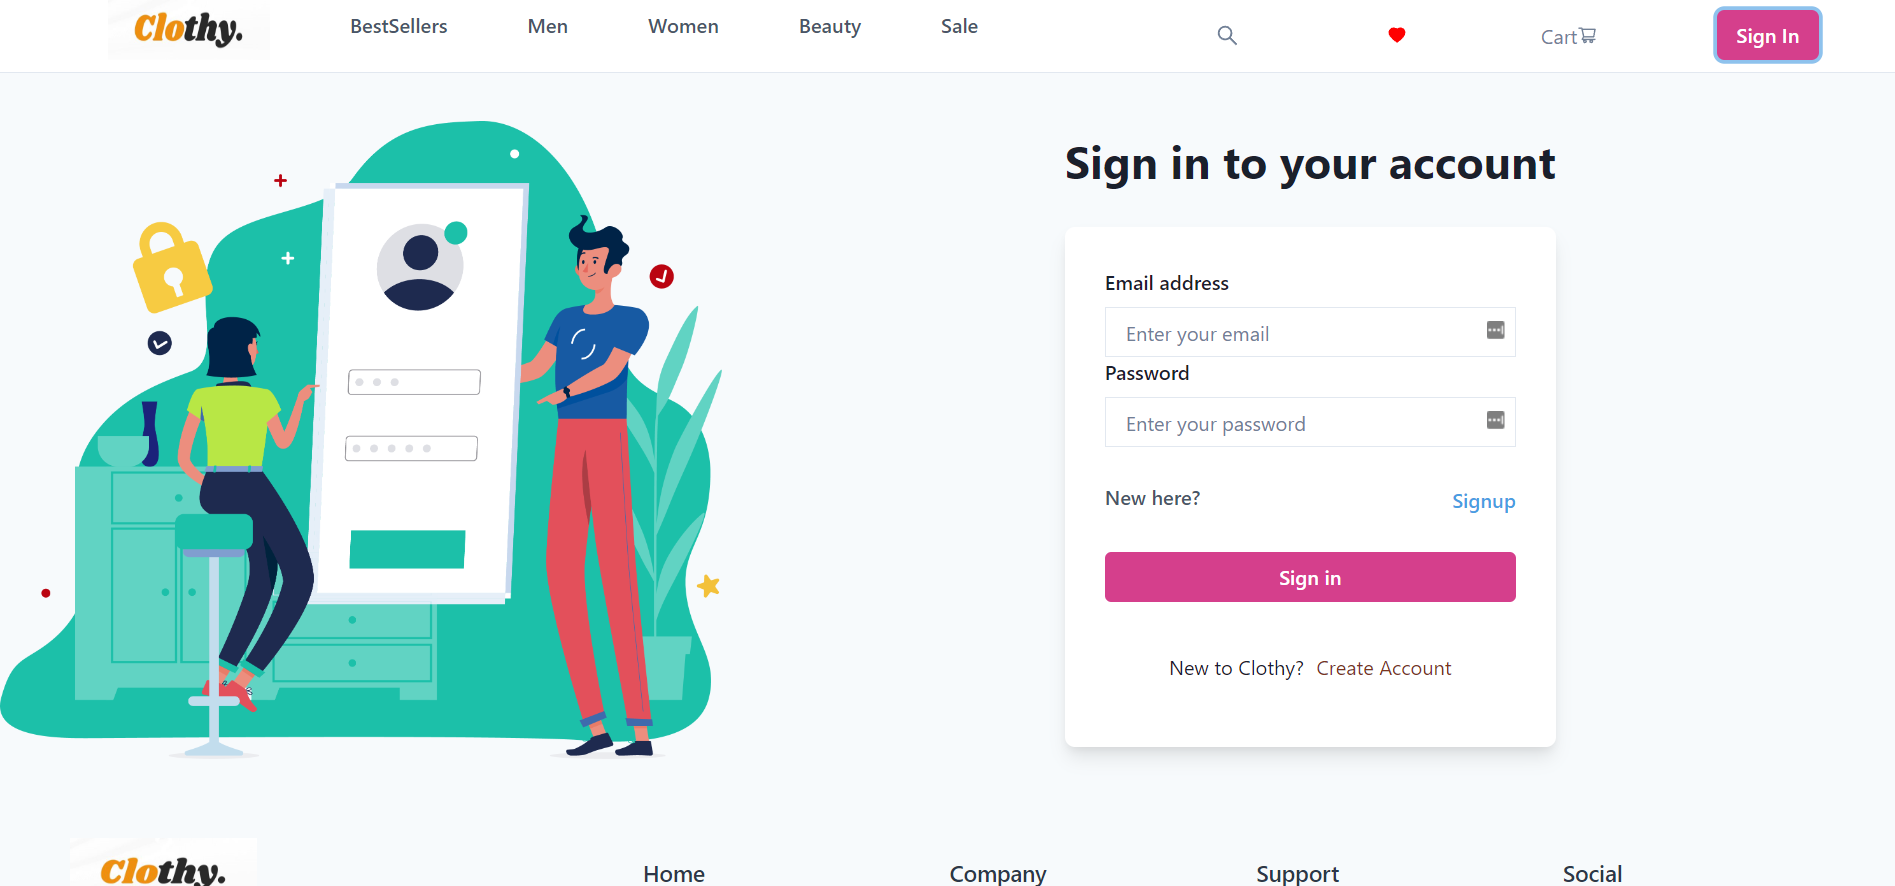 Clothy.
BestSellers Men Women Beauty Sale Cart Sign In
Sign in to your account
Email address
Enter your email
Password
Enter your password
New here? Signup
Sign in
New to Clothy? Create Account
Clothy.
Home Company Support Social